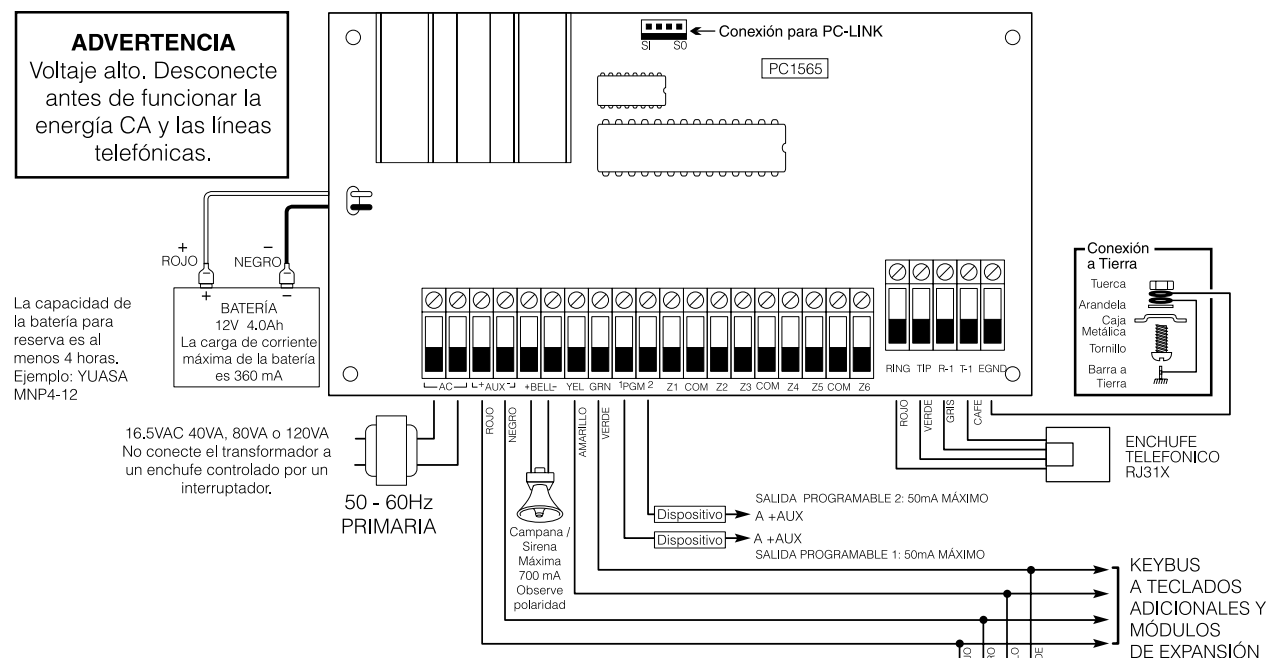 ADVERTENCIA
Voltaje alto. Desconecte
antes de funcionar la
energía CA y las líneas
telefónicas.
Conexión para PC-LINK
SI SO
PC1565
+
ROJO
–
NEGRO
+ –
BATERÍA
12V 4.0Ah
La carga de corriente
máxima de la batería
es 360 mA
La capacidad de
la batería para
reserva es al
menos 4 horas.
Ejemplo: YUASA
MNP4-12
AC +AUX- +BELL- YEL GRN 1PGM 2 Z1 COM Z2 Z3 COM Z4 Z5 COM Z6
RING TIP R-1 T-1 EGND
Conexión
a Tierra
Tuerca
Arandela
Caja
Metálica
Tornillo
Barra a
Tierra
16.5VAC 40VA, 80VA o 120VA
No conecte el transformador a
un enchufe controlado por un
interruptador.
50 - 60Hz
PRIMARIA
ROJO
NEGRO
AMARILLO
VERDE
ROJO
VERDE
GRIS
CAFE
ENCHUFE
TELEFONICO
RJ31X
Campana /
Sirena
Máxima
700 mA
Observe
polaridad
SALIDA PROGRAMABLE 2: 50mA MÁXIMO
Dispositivo A +AUX
Dispositivo A +AUX
SALIDA PROGRAMABLE 1: 50mA MÁXIMO
KEYBUS
A TECLADOS
ADICIONALES Y
MÓDULOS
DE EXPANSIÓN